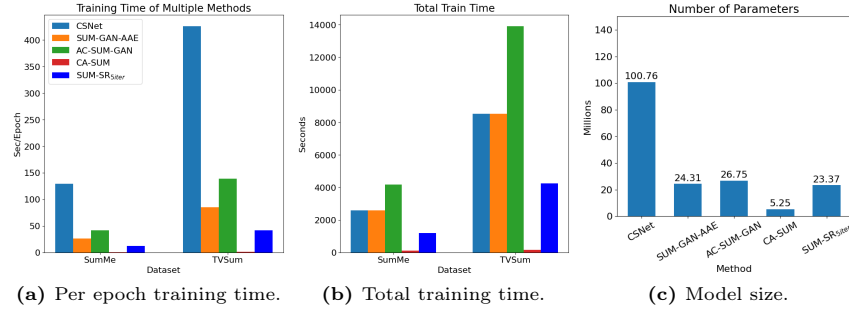 Training Time of Multiple Methods
CSNet
SUM-GAN-AAE
AC-SUM-GAN
CA-SUM
SUM-SR5iter
400
350
300
250
200
150
100
50
0
Sec/Epoch
SumMe
TVSum
Dataset
(a) Per epoch training time.
Total Train Time
14000
12000
10000
8000
6000
4000
2000
0
Seconds
SumMe
TVSum
Dataset
(b) Total training time.
Number of Parameters
140
120
100
80
60
40
20
0
Millions
100.76
24.31
26.75
5.25
23.37
CSNet
SUM-GAN-AAE
AC-SUM-GAN
CA-SUM
SUM-SR5iter
Method
(c) Model size.